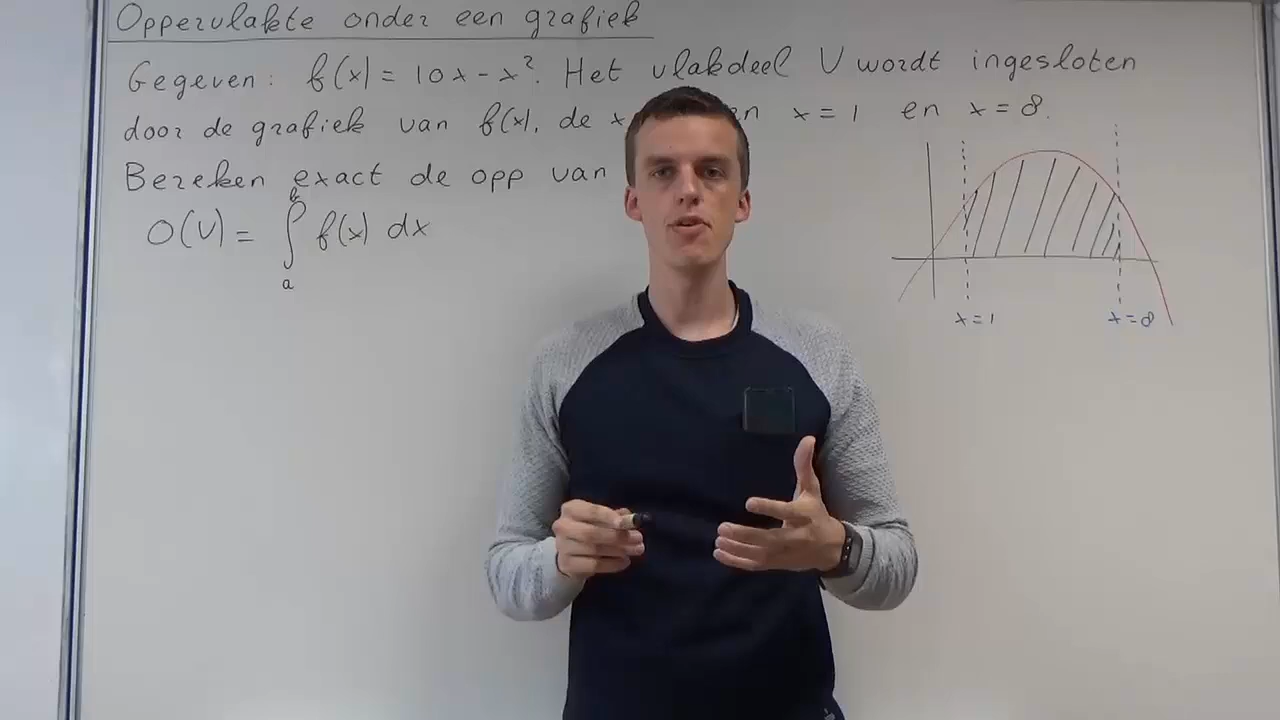 Oppervlakte onder een grafiek
Gegeven: f(x) = 10x - x². Het vlakdeel V wordt ingesloten
door de grafiek van f(x), de x en x = 1 en x = 8.
Bereken exact de opp van
O(V) = ∫ₐᵇ f(x) dx
x = 1
x = 8